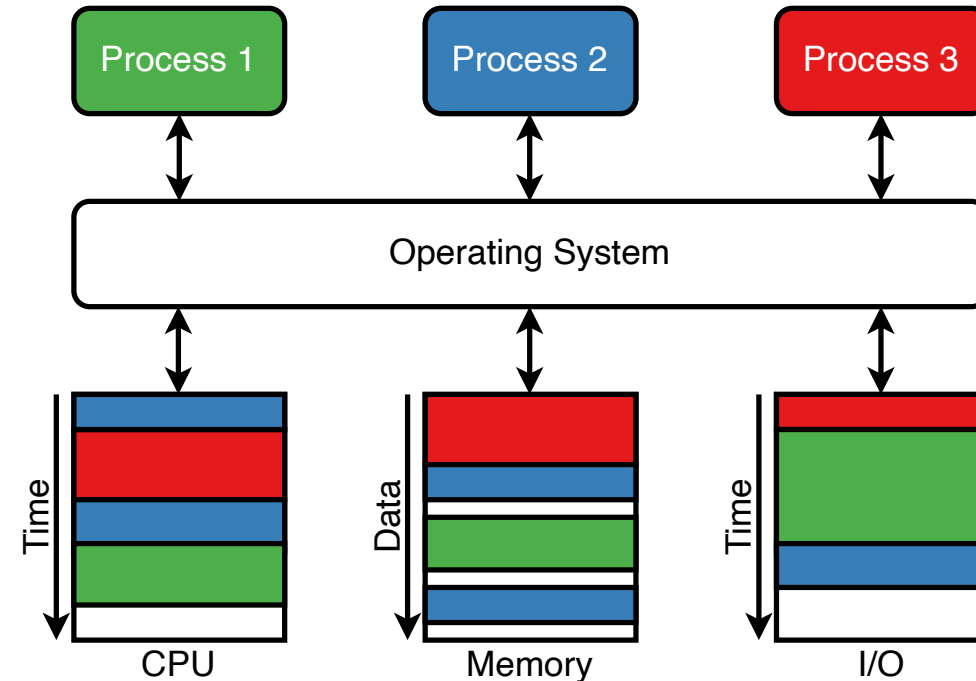 Process 1
Process 2
Process 3
Operating System
Time
Data
Time
CPU
Memory
I/O